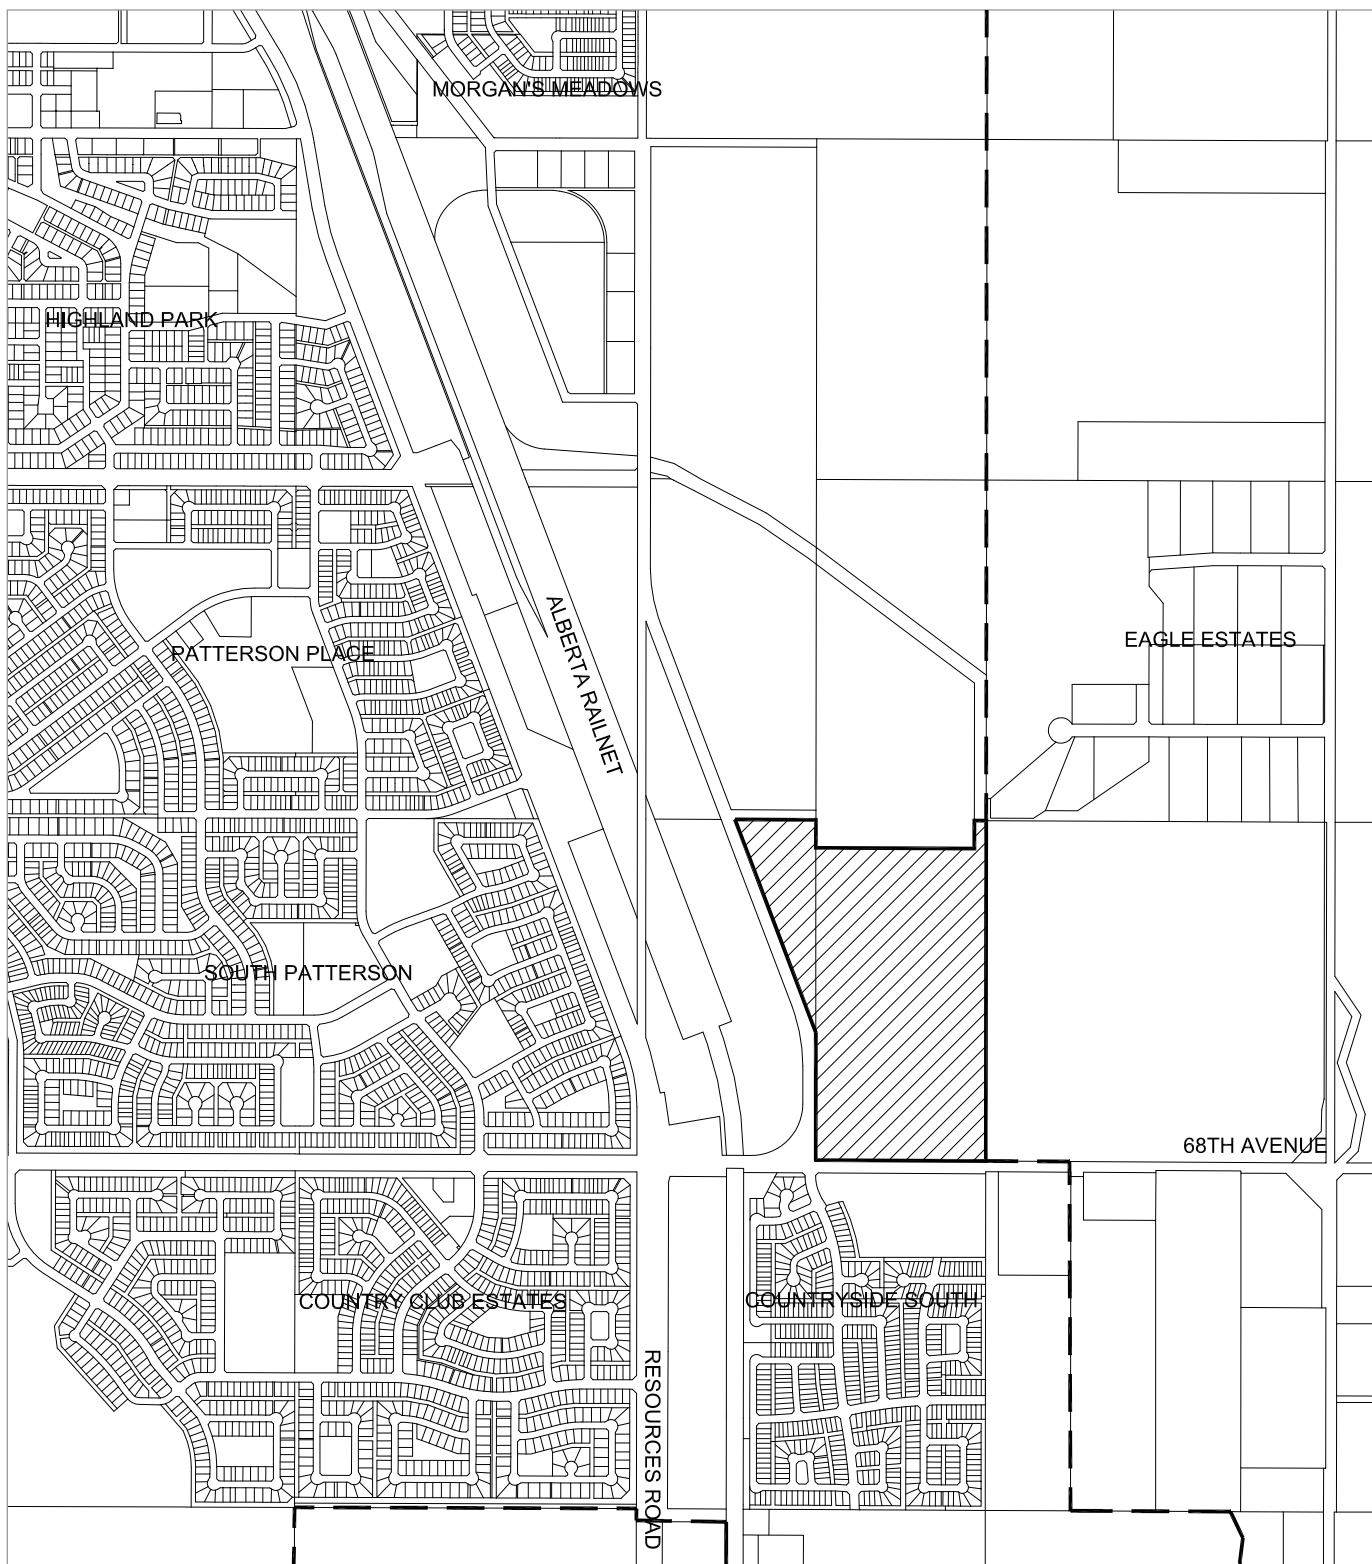 MORGAN'S MEADOWS
HIGHLAND PARK
EAGLE ESTATES
PATTERSON PLACE
ALBERTA RAILNET
SOUTH PATTERSON
68TH AVENUE
COUNTRY CLUB ESTATES
COUNTRYSIDE SOUTH
RESOURCES ROAD